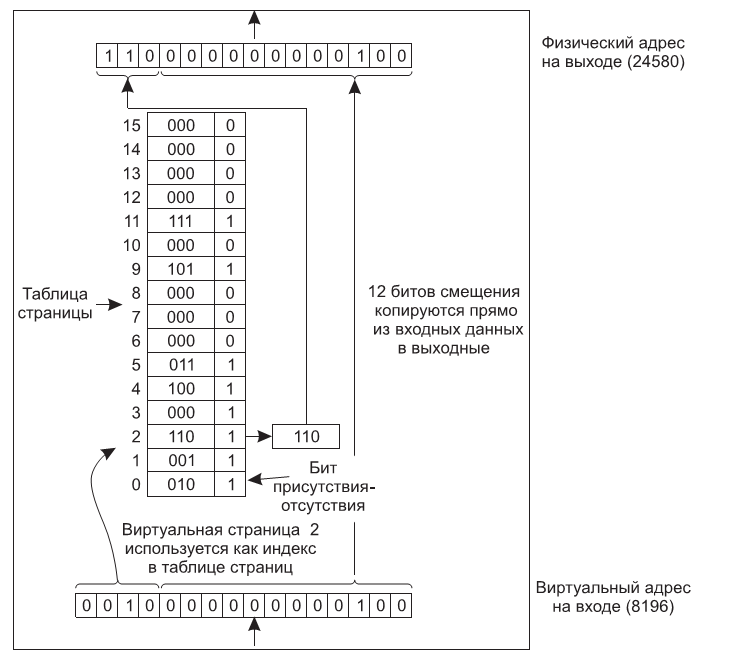 1 1 0 0 0 0 0 0 0 0 0 0 1 0 0
Физический адрес
на выходе (24580)
15 000 0
14 000 0
13 000 0
12 000 0
11 111 1
10 000 0
9 101 1
8 000 0
7 000 0
6 000 0
5 011 1
4 100 1
3 000 1
2 110 1
1 001 1
0 010 1
Таблица
страницы
110
12 битов смещения
копируются прямо
из входных данных
в выходные
Бит
присутствия-
отсутствия
Виртуальная страница 2
используется как индекс
в таблице страниц
0 0 1 0 0 0 0 0 0 0 0 0 0 1 0 0
Виртуальный адрес
на входе (8196)